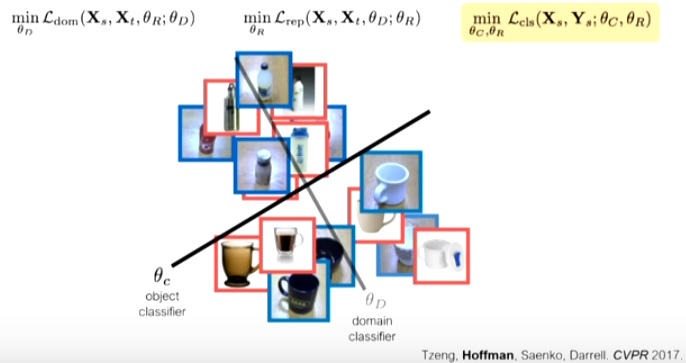 min_{θ_D} ℒ_dom(X_s, X_t, θ_R; θ_D)
min_{θ_R} ℒ_rep(X_s, X_t, θ_D; θ_R)
min_{θ_C,θ_R} ℒ_cls(X_s, Y_s; θ_C, θ_R)
θ_c
object
classifier
θ_D
domain
classifier
Tzeng, Hoffman, Saenko, Darrell. CVPR 2017.